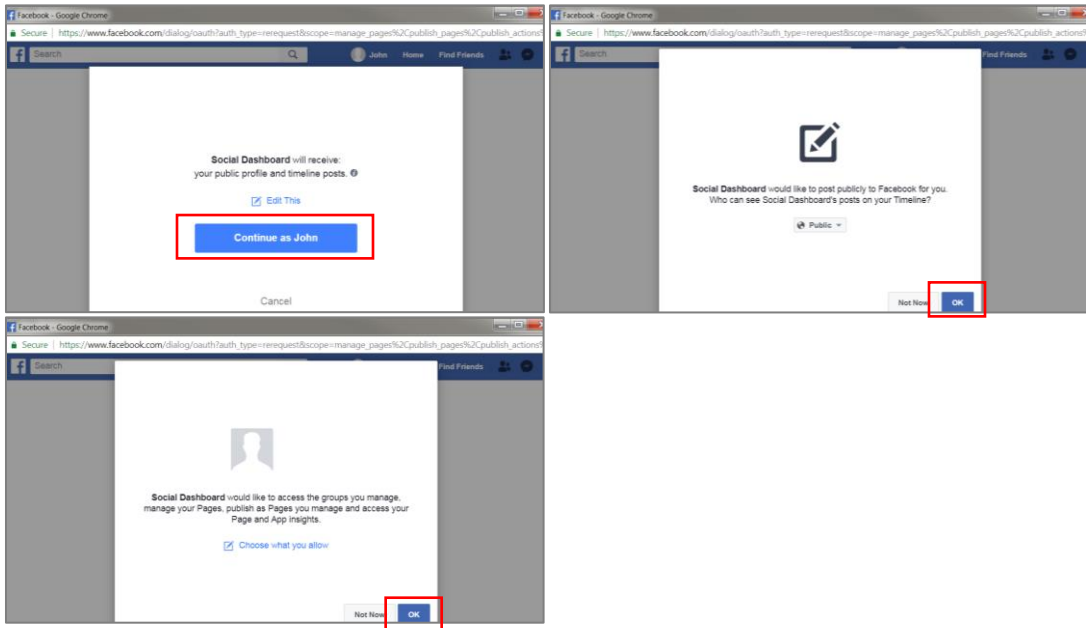 Facebook - Google Chrome
Secure | https://www.facebook.com/dialog/oauth?auth_type=rerequest&scope=manage_pages%2Cpublish_pages%2Cpublish_actions%
Search
John Home Find Friends
Social Dashboard will receive:
your public profile and timeline posts.
Edit This
Continue as John
Cancel
Facebook - Google Chrome
Secure | https://www.facebook.com/dialog/oauth?auth_type=rerequest&scope=manage_pages%2Cpublish_pages%2Cpublish_actions%
Search
Find Friends
Social Dashboard would like to post publicly to Facebook for you.
Who can see Social Dashboard's posts on your Timeline?
Public
Not Now OK
Facebook - Google Chrome
Secure | https://www.facebook.com/dialog/oauth?auth_type=rerequest&scope=manage_pages%2Cpublish_pages%2Cpublish_actions%
Search
Find Friends
Social Dashboard would like to access the groups you manage,
manage your Pages, publish as Pages you manage and access your
Page and App insights.
Choose what you allow
Not Now OK